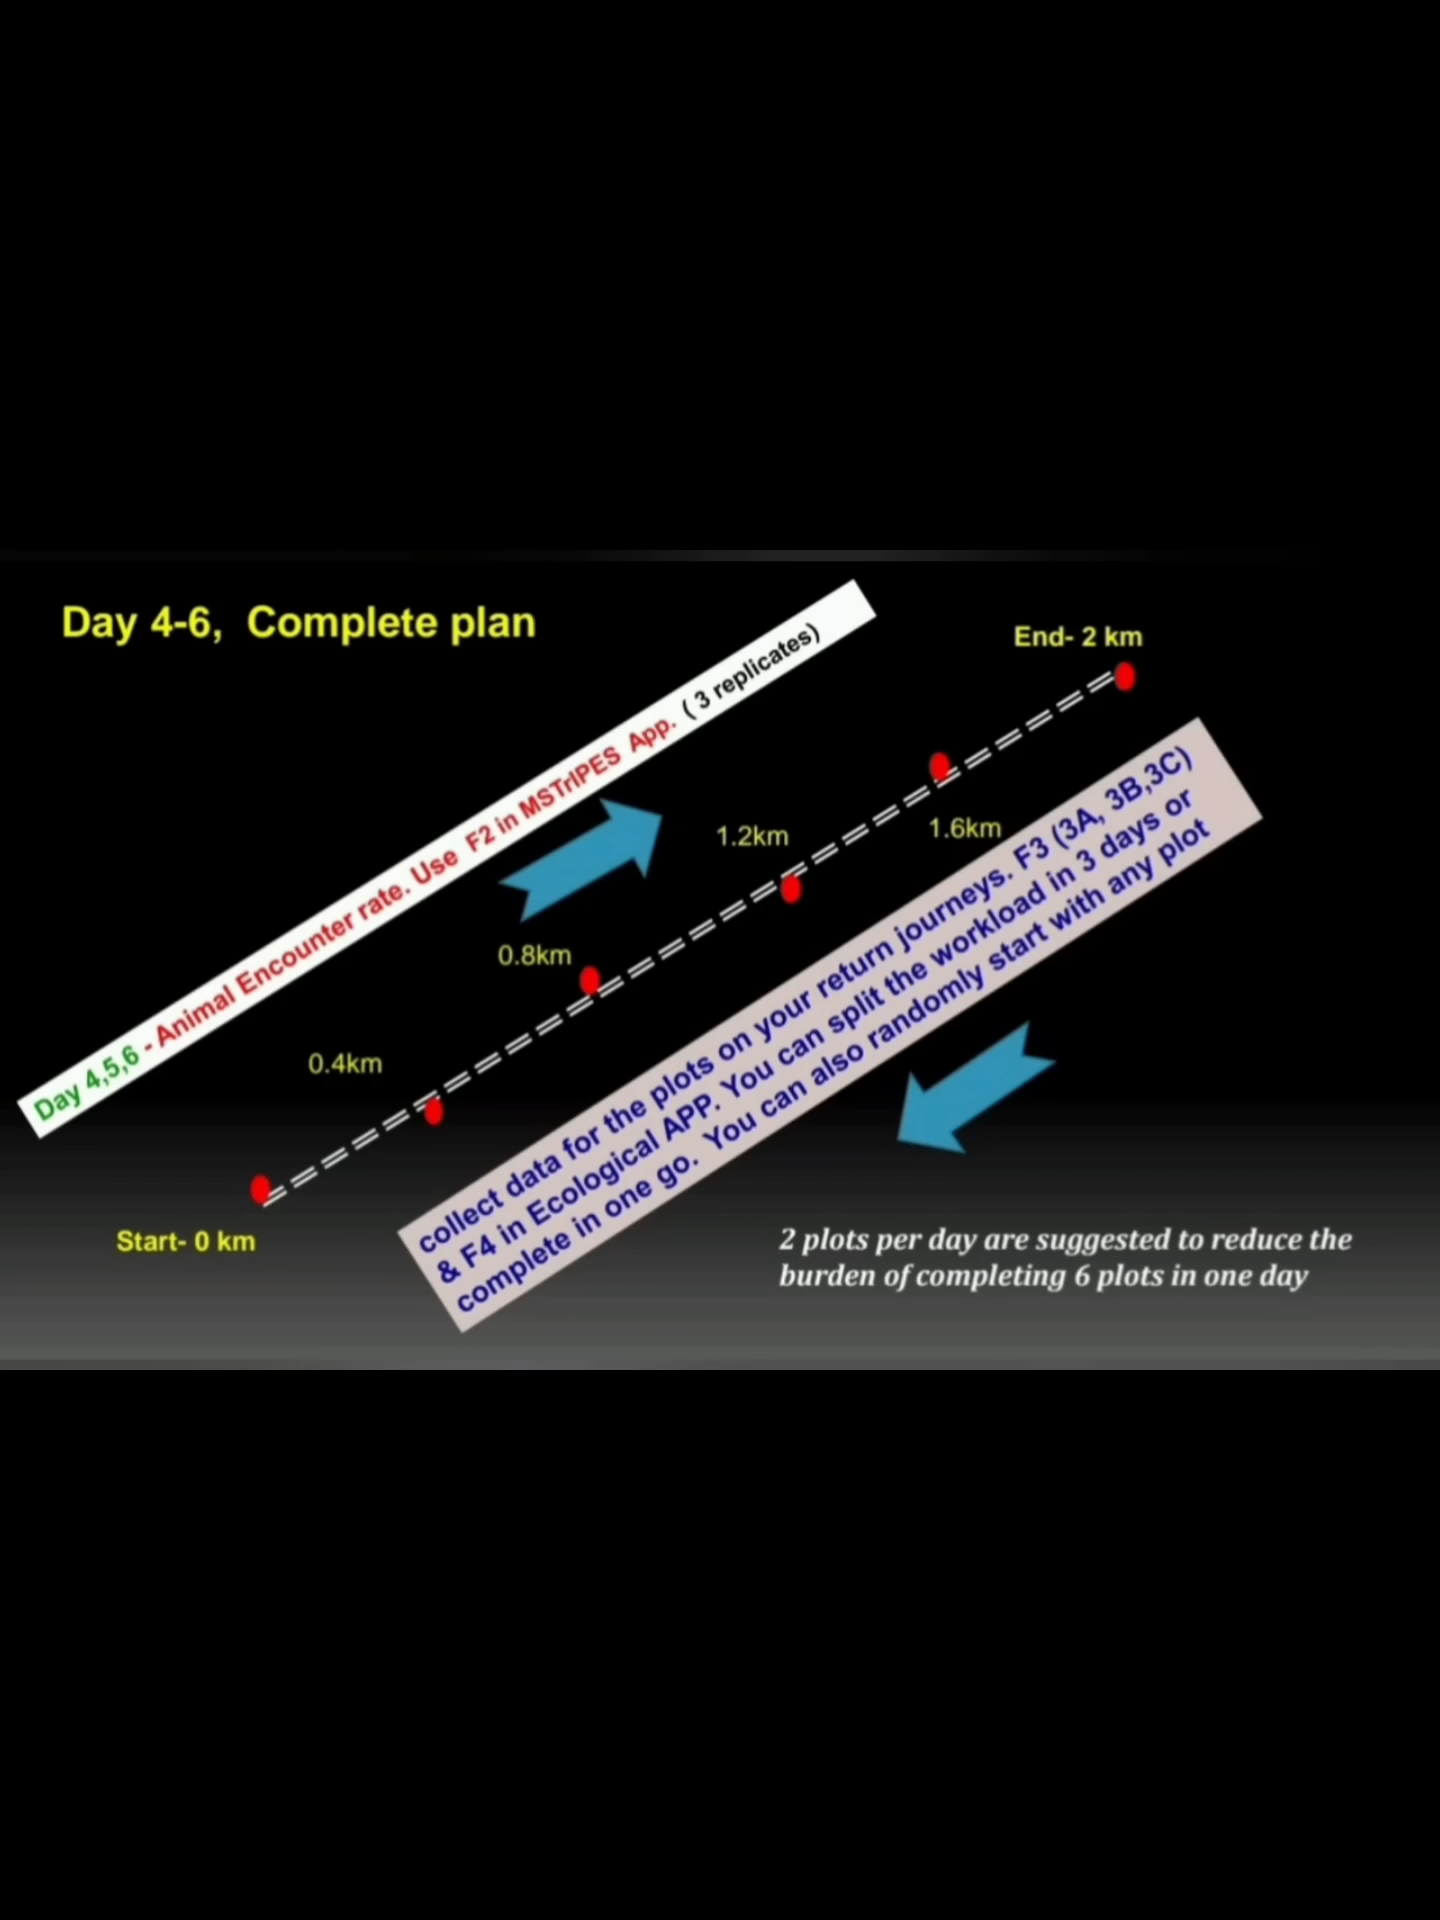 Day 4-6, Complete plan
Day 4,5,6 - Animal Encounter rate. Use F2 in MSTrIPES App. ( 3 replicates)
End- 2 km
1.6km
1.2km
0.8km
0.4km
Start- 0 km
collect data for the plots on your return journeys. F3 (3A, 3B,3C)
& F4 in Ecological APP. You can split the workload in 3 days or
complete in one go. You can also randomly start with any plot
2 plots per day are suggested to reduce the
burden of completing 6 plots in one day